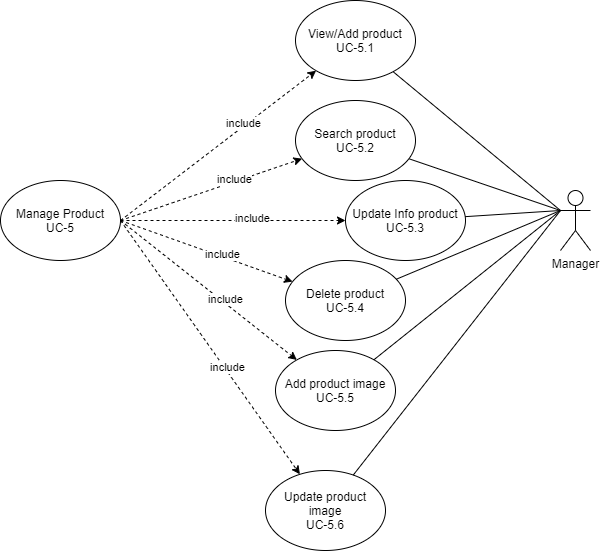 View/Add product
UC-5.1
include
Search product
UC-5.2
include
Manage Product
UC-5
include
Update Info product
UC-5.3
Manager
include
Delete product
UC-5.4
include
Add product image
UC-5.5
include
Update product
image
UC-5.6